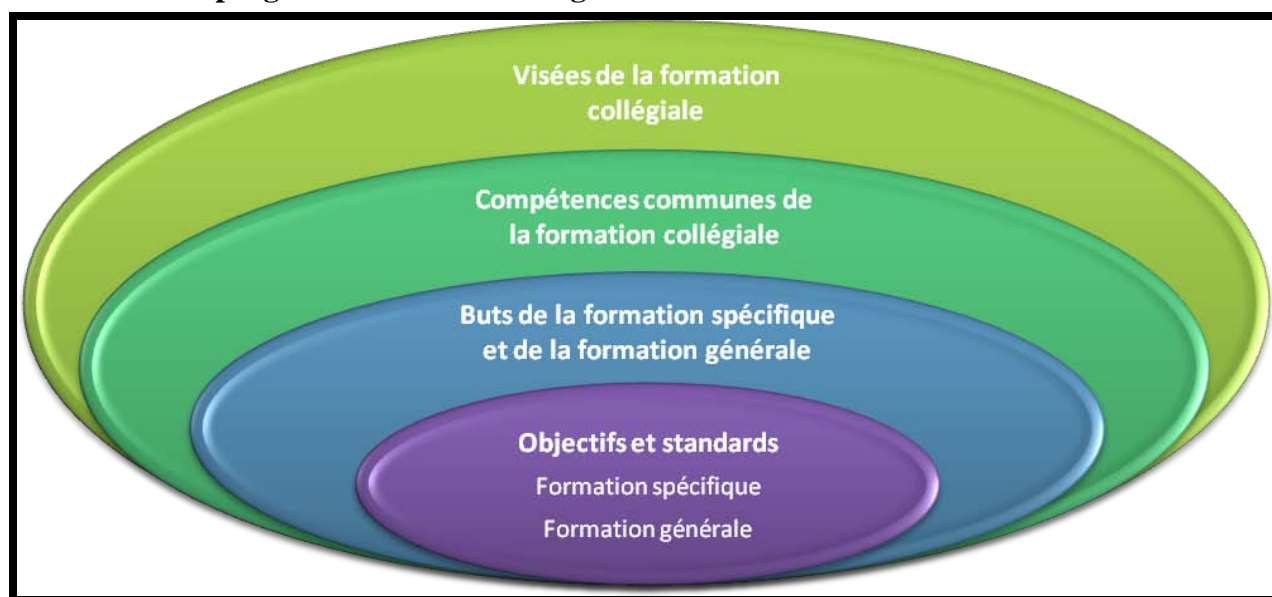 Visées de la formation
collégiale
Compétences communes de
la formation collégiale
Buts de la formation spécifique
et de la formation générale
Objectifs et standards
Formation spécifique
Formation générale